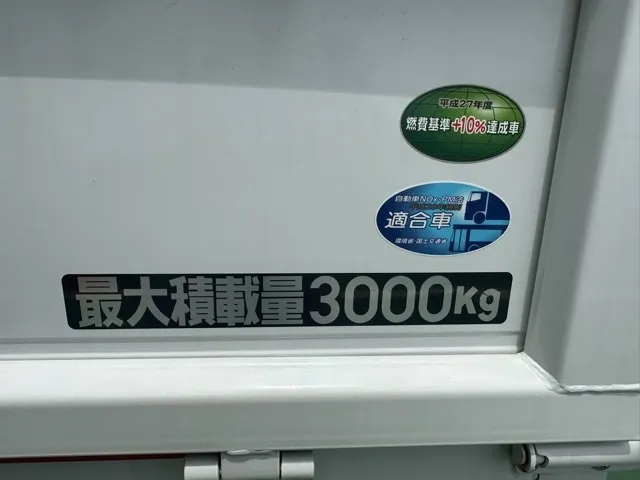 平成27年度
燃費基準+10%達成車
自動車NOx・PM法
適合車
環境省・国土交通省
最大積載量3000Kg